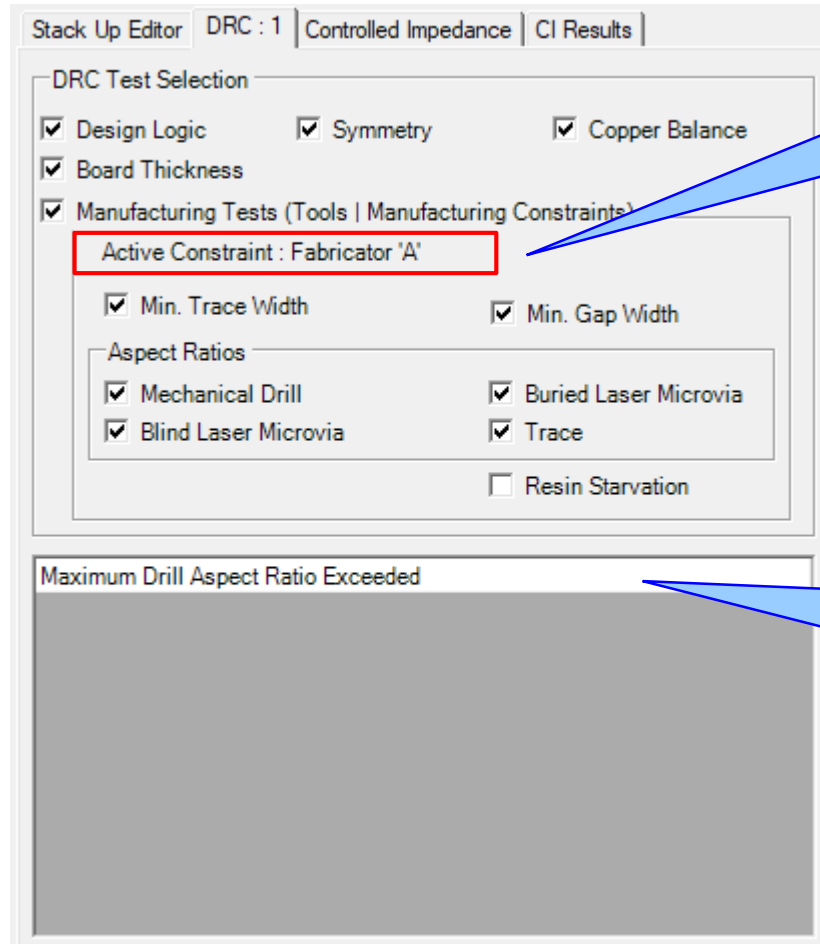 Stack Up Editor DRC : 1 Controlled Impedance CI Results
DRC Test Selection
Design Logic Symmetry Copper Balance
Board Thickness
Manufacturing Tests (Tools | Manufacturing Constraints)
Active Constraint : Fabricator 'A'
Min. Trace Width Min. Gap Width
Aspect Ratios
Mechanical Drill Buried Laser Microvia
Blind Laser Microvia Trace
Resin Starvation
Maximum Drill Aspect Ratio Exceeded